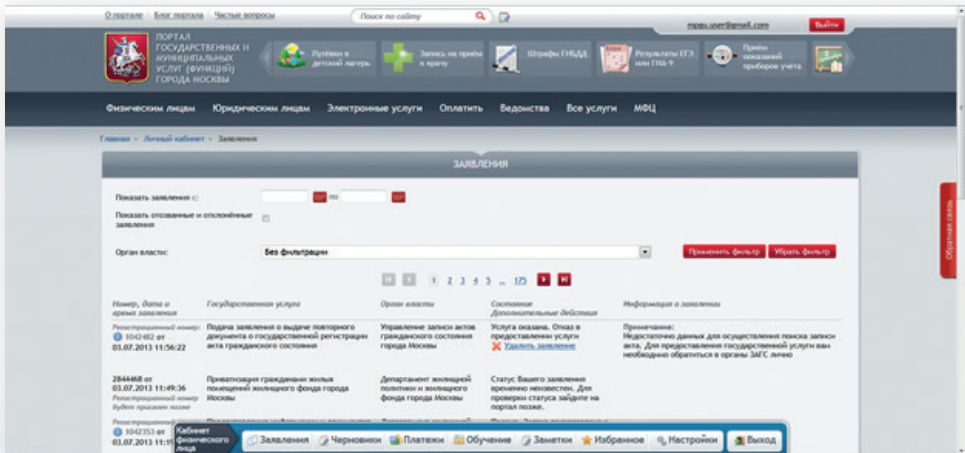 О портале Блог портала Частые вопросы Поиск по сайту mpgu.user@gmail.com Выйти
ПОРТАЛ
ГОСУДАРСТВЕННЫХ И
МУНИЦИПАЛЬНЫХ
УСЛУГ (ФУНКЦИЙ)
ГОРОДА МОСКВЫ
Путёвки в
детский лагерь
Запись на приём
к врачу
Штрафы ГИБДД
Результаты ЕГЭ
или ГИА-9
Приём
показаний
приборов учёта
Физическим лицам Юридическим лицам Электронные услуги Оплатить Ведомства Все услуги МФЦ
Главная > Личный кабинет > Заявления
ЗАЯВЛЕНИЯ
Показать заявления с: по
Показать отозванные и отклонённые
заявления
Орган власти: Без фильтрации Применить фильтр Убрать фильтр
1 2 3 4 5 .. 175
Номер, дата и
время заявления
Государственная услуга
Орган власти
Состояние
Дополнительные действия
Информация о заявлении
Регистрационный номер:
1042482 от
03.07.2013 11:56:22
Подача заявления о выдаче повторного
документа о государственной регистрации
акта гражданского состояния
Управление записи актов
гражданского состояния
города Москвы
Услуга оказана. Отказ в
предоставлении услуги
Удалить заявление
Примечание:
Недостаточно данных для осуществления поиска записи
акта. Для предоставления государственной услуги вам
необходимо обратиться в органы ЗАГС лично
2844468 от
03.07.2013 11:49:36
Регистрационный номер
будет присвоен позже
Приватизация гражданами жилых
помещений жилищного фонда города
Москвы
Департамент жилищной
политики и жилищного
фонда города Москвы
Статус Вашего заявления
временно неизвестен. Для
проверки статуса зайдите на
портал позже.
Регистрационный
1042353 от
03.07.2013
Кабинет
физического
лица
Заявления Черновики Платежи Обучение Заметки Избранное Настройки Выход
Обратная связь